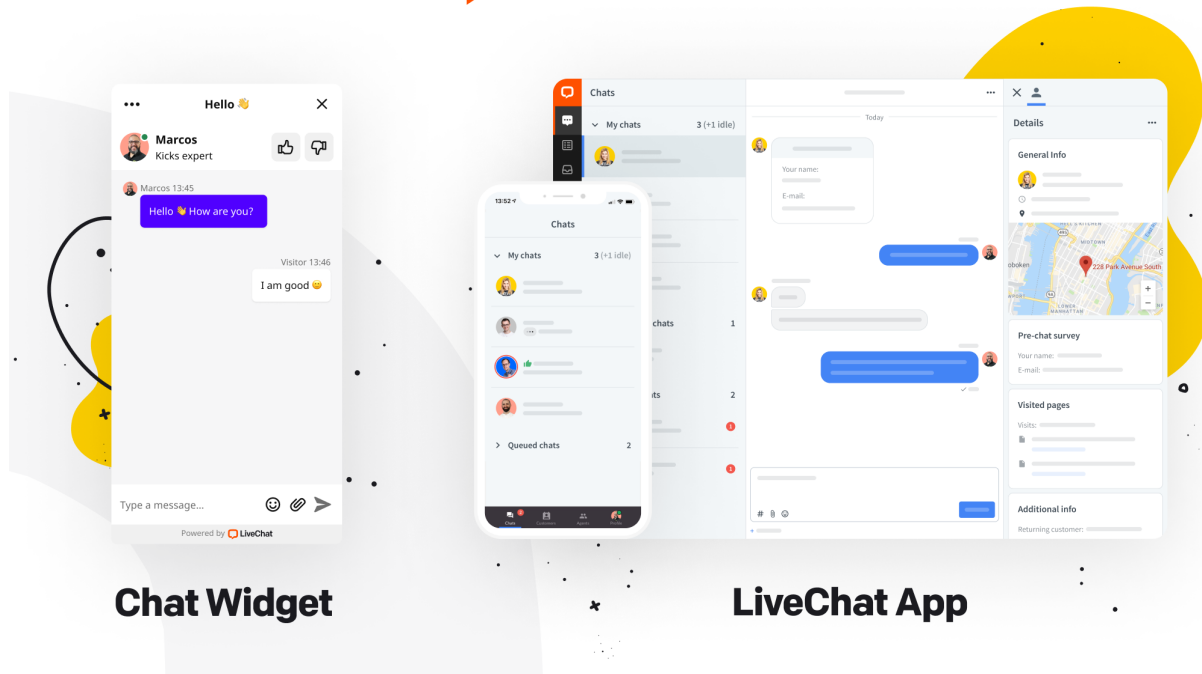 Hello 👋
Marcos
Kicks expert
Marcos 13:45
Hello 👋 How are you?
Visitor 13:46
I am good 😀
Type a message...
Powered by LiveChat
Chat Widget
Chats
My chats 3 (+1 idle)
chats 1
ts 2
1
1
13:52
Chats
My chats 3 (+1 idle)
Queued chats 2
Chats
Customers
Agents
Profile
Today
Your name:
E-mail:
Details
General Info
MIDTOWN
oboken
228 Park Avenue South
LOWER
MANHATTAN
Pre-chat survey
Your name:
E-mail:
Visited pages
Visits:
Additional info
Returning customer:
LiveChat App